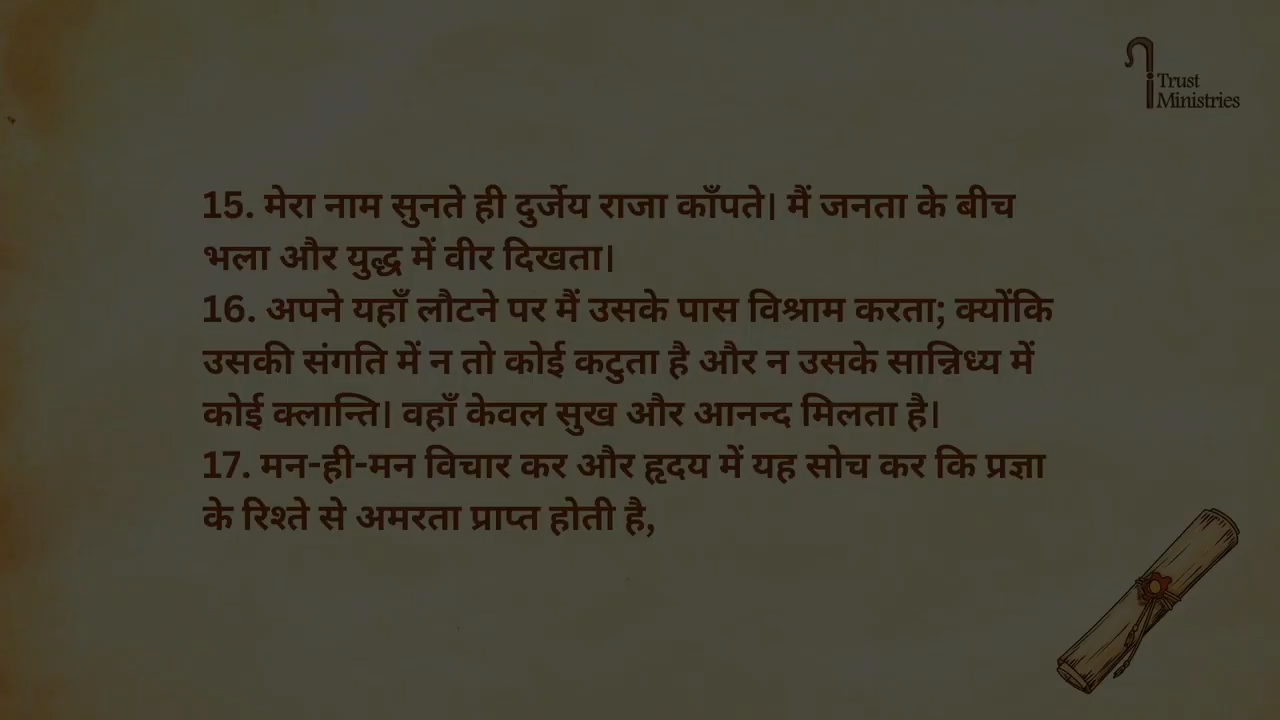 Trust
Ministries
15. मेरा नाम सुनते ही दुर्जेय राजा काँपते। मैं जनता के बीच
भला और युद्ध में वीर दिखता।
16. अपने यहाँ लौटने पर मैं उसके पास विश्राम करता; क्योंकि
उसकी संगति में न तो कोई कटुता है और न उसके सान्निध्य में
कोई क्लान्ति। वहाँ केवल सुख और आनन्द मिलता है।
17. मन-ही-मन विचार कर और हृदय में यह सोच कर कि प्रज्ञा
के रिश्ते से अमरता प्राप्त होती है,